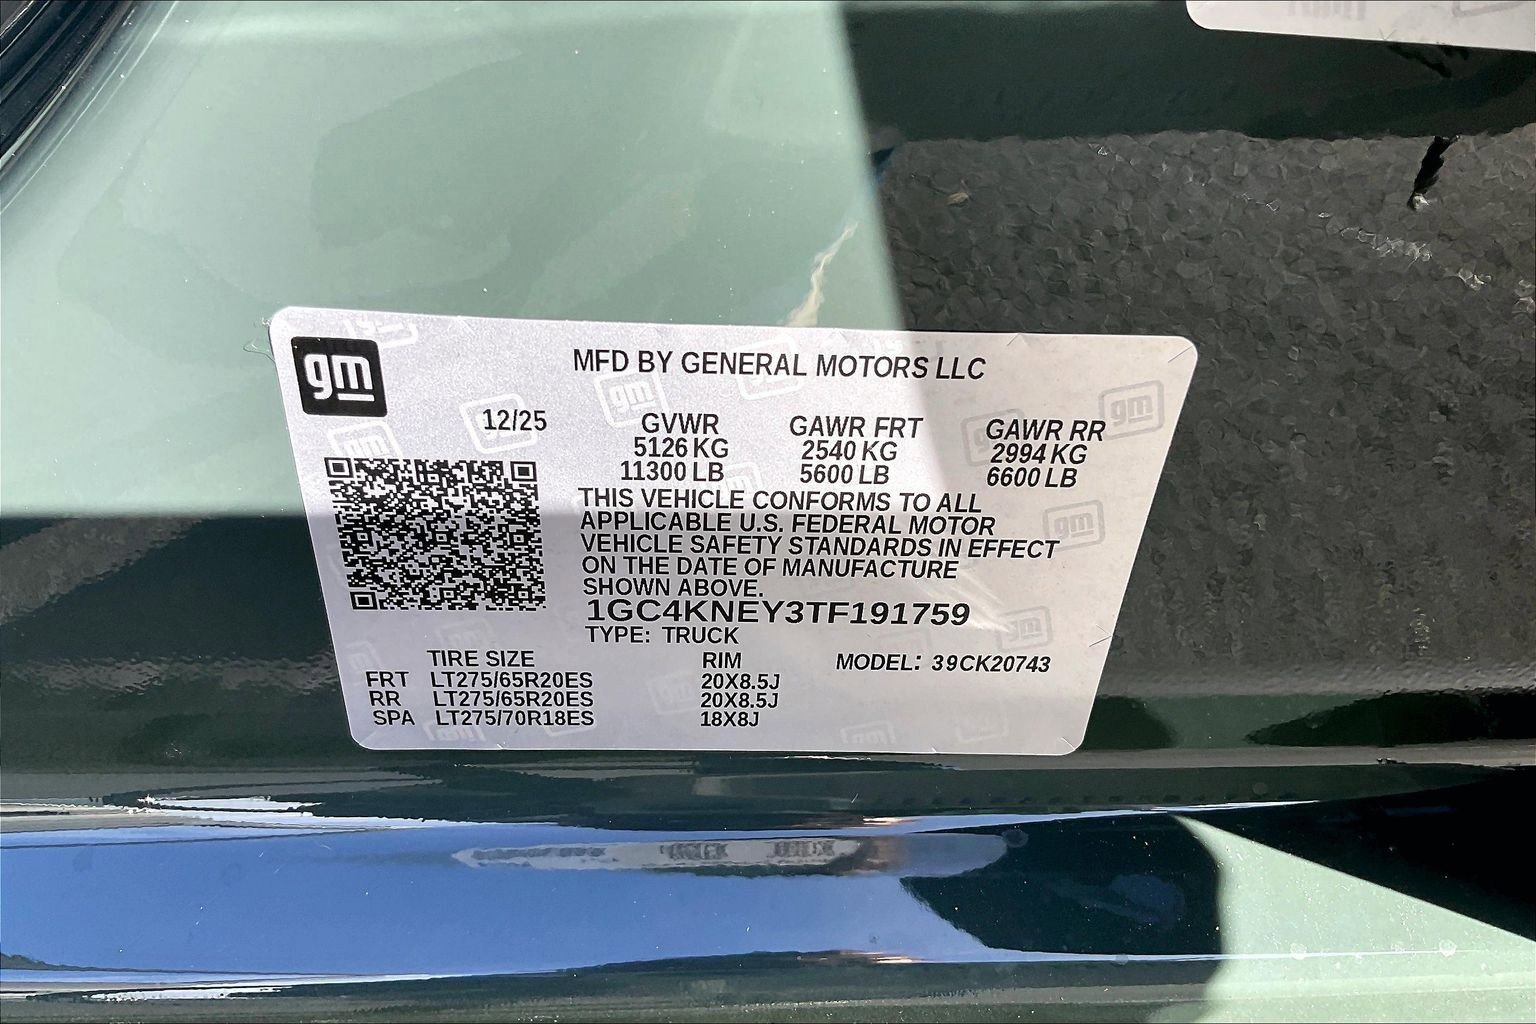 gm
MFD BY GENERAL MOTORS LLC
12/25
GVWR GAWR FRT GAWR RR
5126 KG 2540 KG 2994 KG
11300 LB 5600 LB 6600 LB
THIS VEHICLE CONFORMS TO ALL
APPLICABLE U.S. FEDERAL MOTOR
VEHICLE SAFETY STANDARDS IN EFFECT
ON THE DATE OF MANUFACTURE
SHOWN ABOVE.
1GC4KNEY3TF191759
TYPE: TRUCK
TIRE SIZE RIM MODEL: 39CK20743
FRT LT275/65R20ES 20X8.5J
RR LT275/65R20ES 20X8.5J
SPA LT275/70R18ES 18X8J